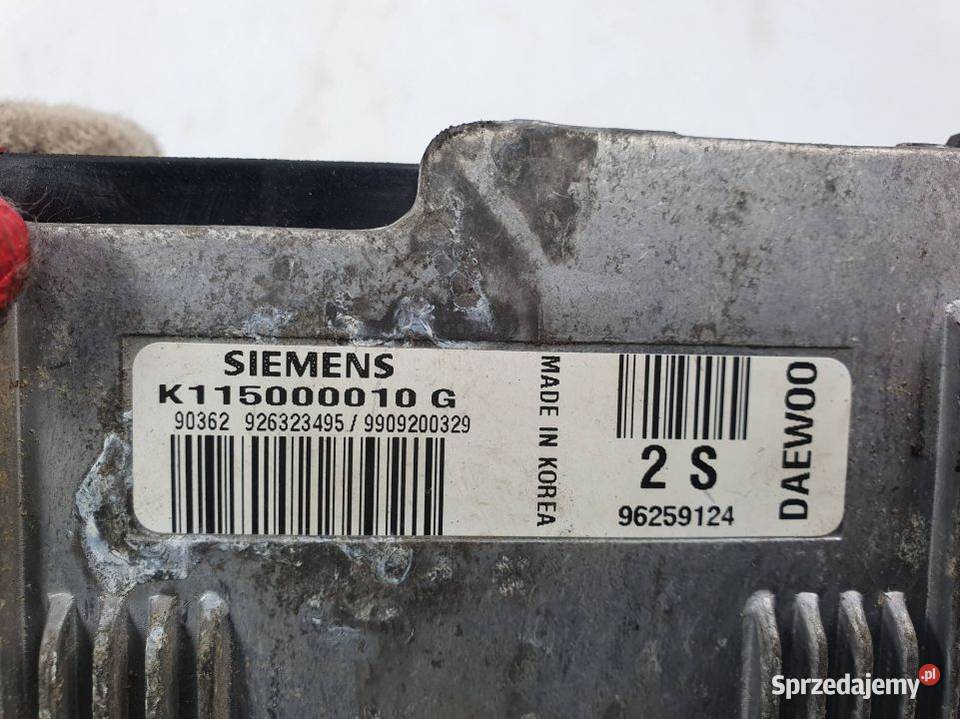 SIEMENS
K115000010 G
90362 926323495/9909200329
MADE IN KOREA
2 S
96259124
DAEWOO
Sprzedajemy.pl